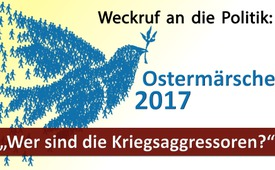 Weckruf an die Politik:
Ostermärsche
2017
„Wer sind die Kriegsaggressoren?“